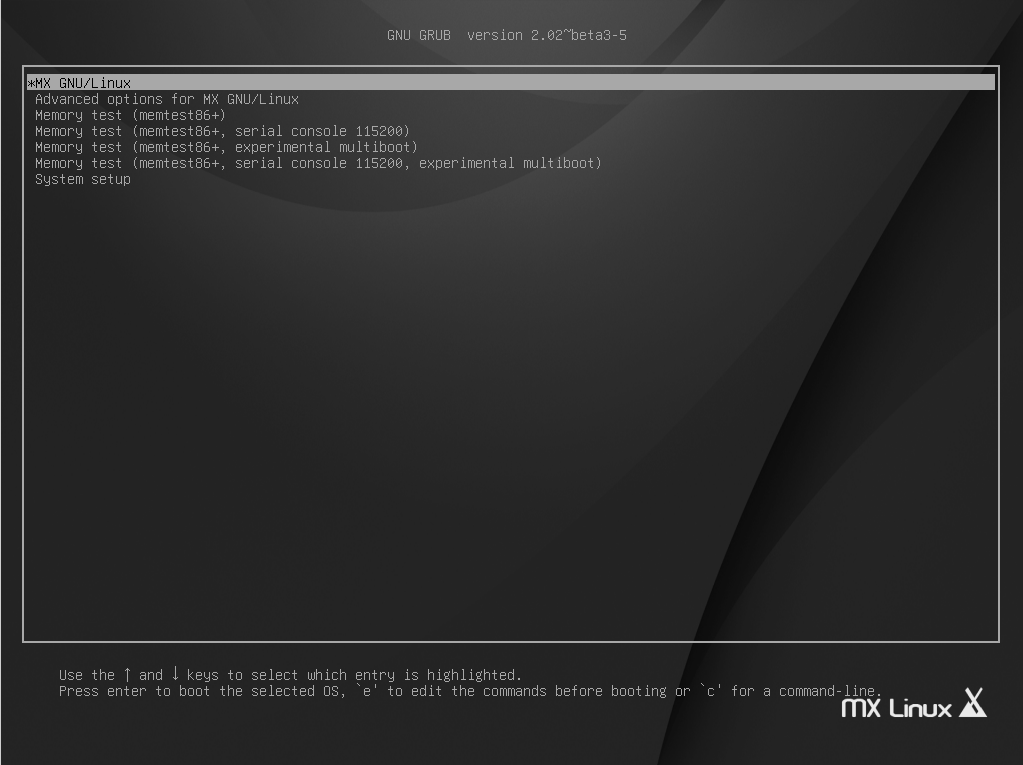 GNU GRUB  version 2.02~beta3-5
*MX GNU/Linux
Advanced options for MX GNU/Linux
Memory test (memtest86+)
Memory test (memtest86+, serial console 115200)
Memory test (memtest86+, experimental multiboot)
Memory test (memtest86+, serial console 115200, experimental multiboot)
System setup
Use the ↑ and ↓ keys to select which entry is highlighted.
Press enter to boot the selected OS, `e' to edit the commands before booting or `c' for a command-line.
MX Linux